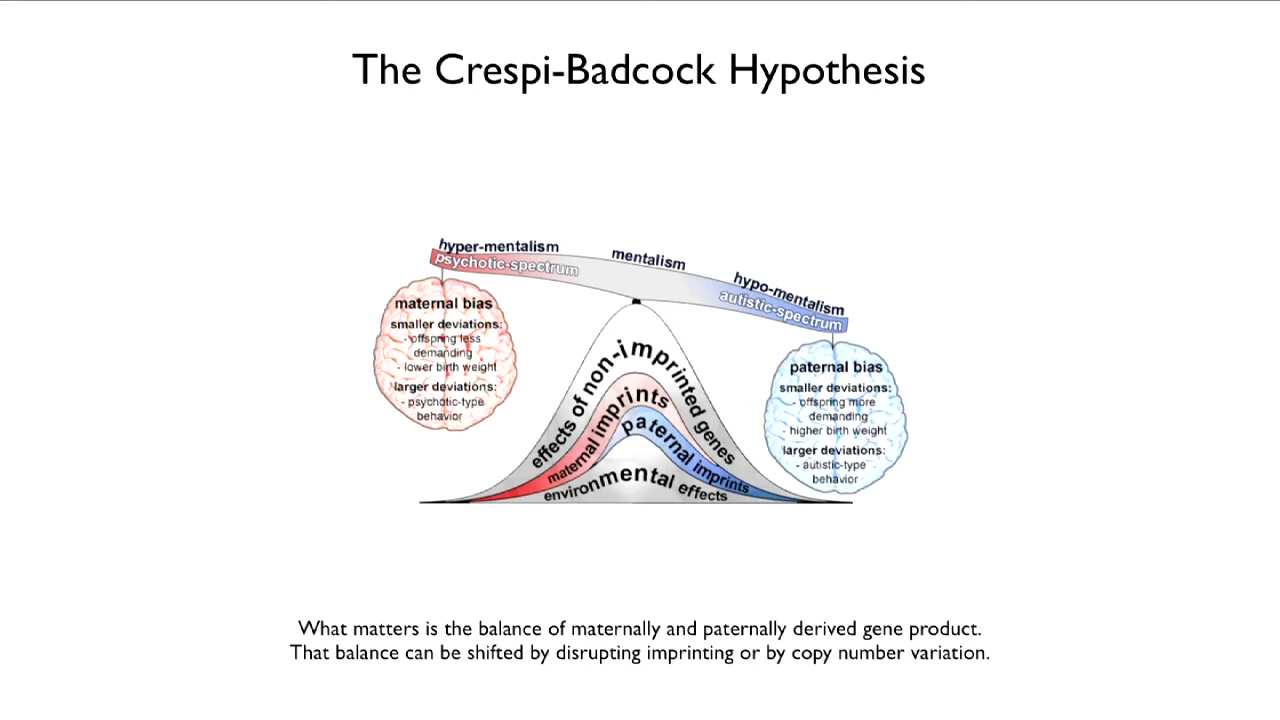 The Crespi-Badcock Hypothesis
hyper-mentalism
psychotic-spectrum
mentalism
hypo-mentalism
autistic-spectrum
maternal bias
smaller deviations:
- offspring less
demanding
- lower birth weight
larger deviations:
- psychotic-type
behavior
paternal bias
smaller deviations:
- offspring more
demanding
- higher birth weight
larger deviations:
- autistic-type
behavior
effects of non-imprinted genes
maternal imprints
paternal imprints
environmental effects
What matters is the balance of maternally and paternally derived gene product.
That balance can be shifted by disrupting imprinting or by copy number variation.